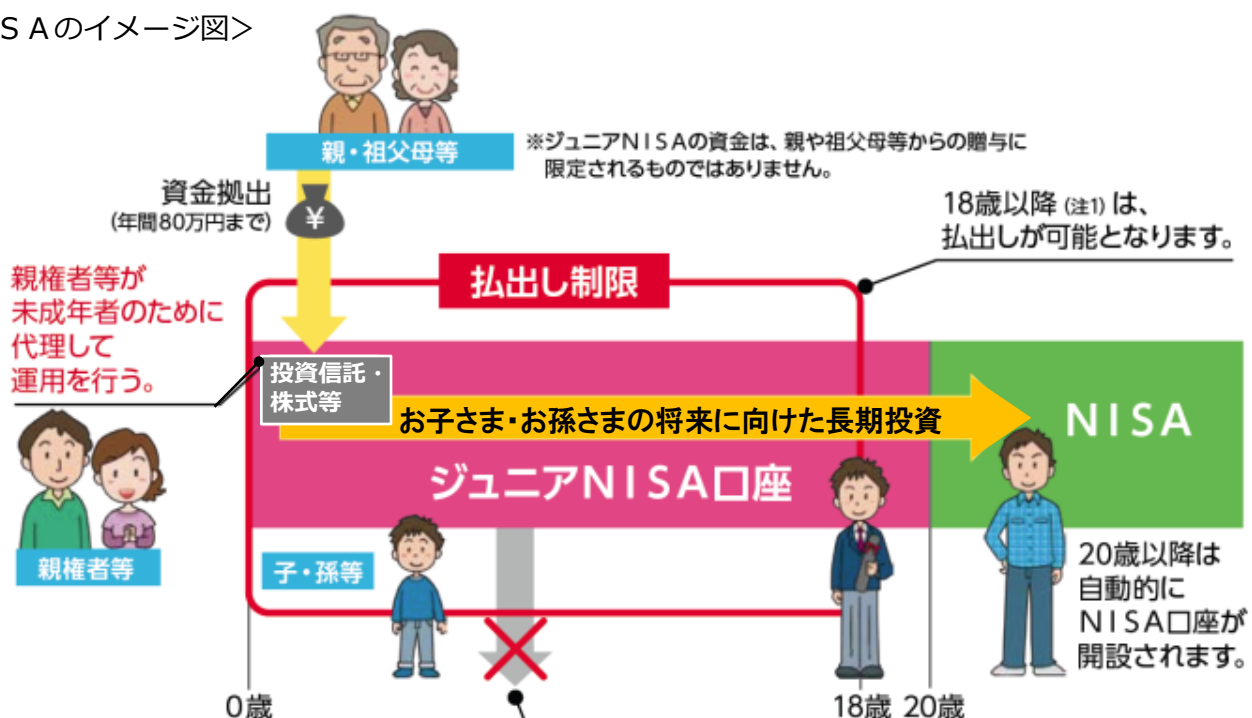 ＳＡのイメージ図>
親・祖父母等
※ジュニアNISAの資金は、親や祖父母等からの贈与に
限定されるものではありません。
資金拠出
(年間80万円まで)
¥
18歳以降 (注1) は、
払出しが可能となります。
払出し制限
親権者等が
未成年者のために
代理して
運用を行う。
投資信託・
株式等
お子さま・お孫さまの将来に向けた長期投資
NISA
ジュニアNISA口座
親権者等
子・孫等
20歳以降は
自動的に
NISA口座が
開設されます。
0歳
18歳
20歳